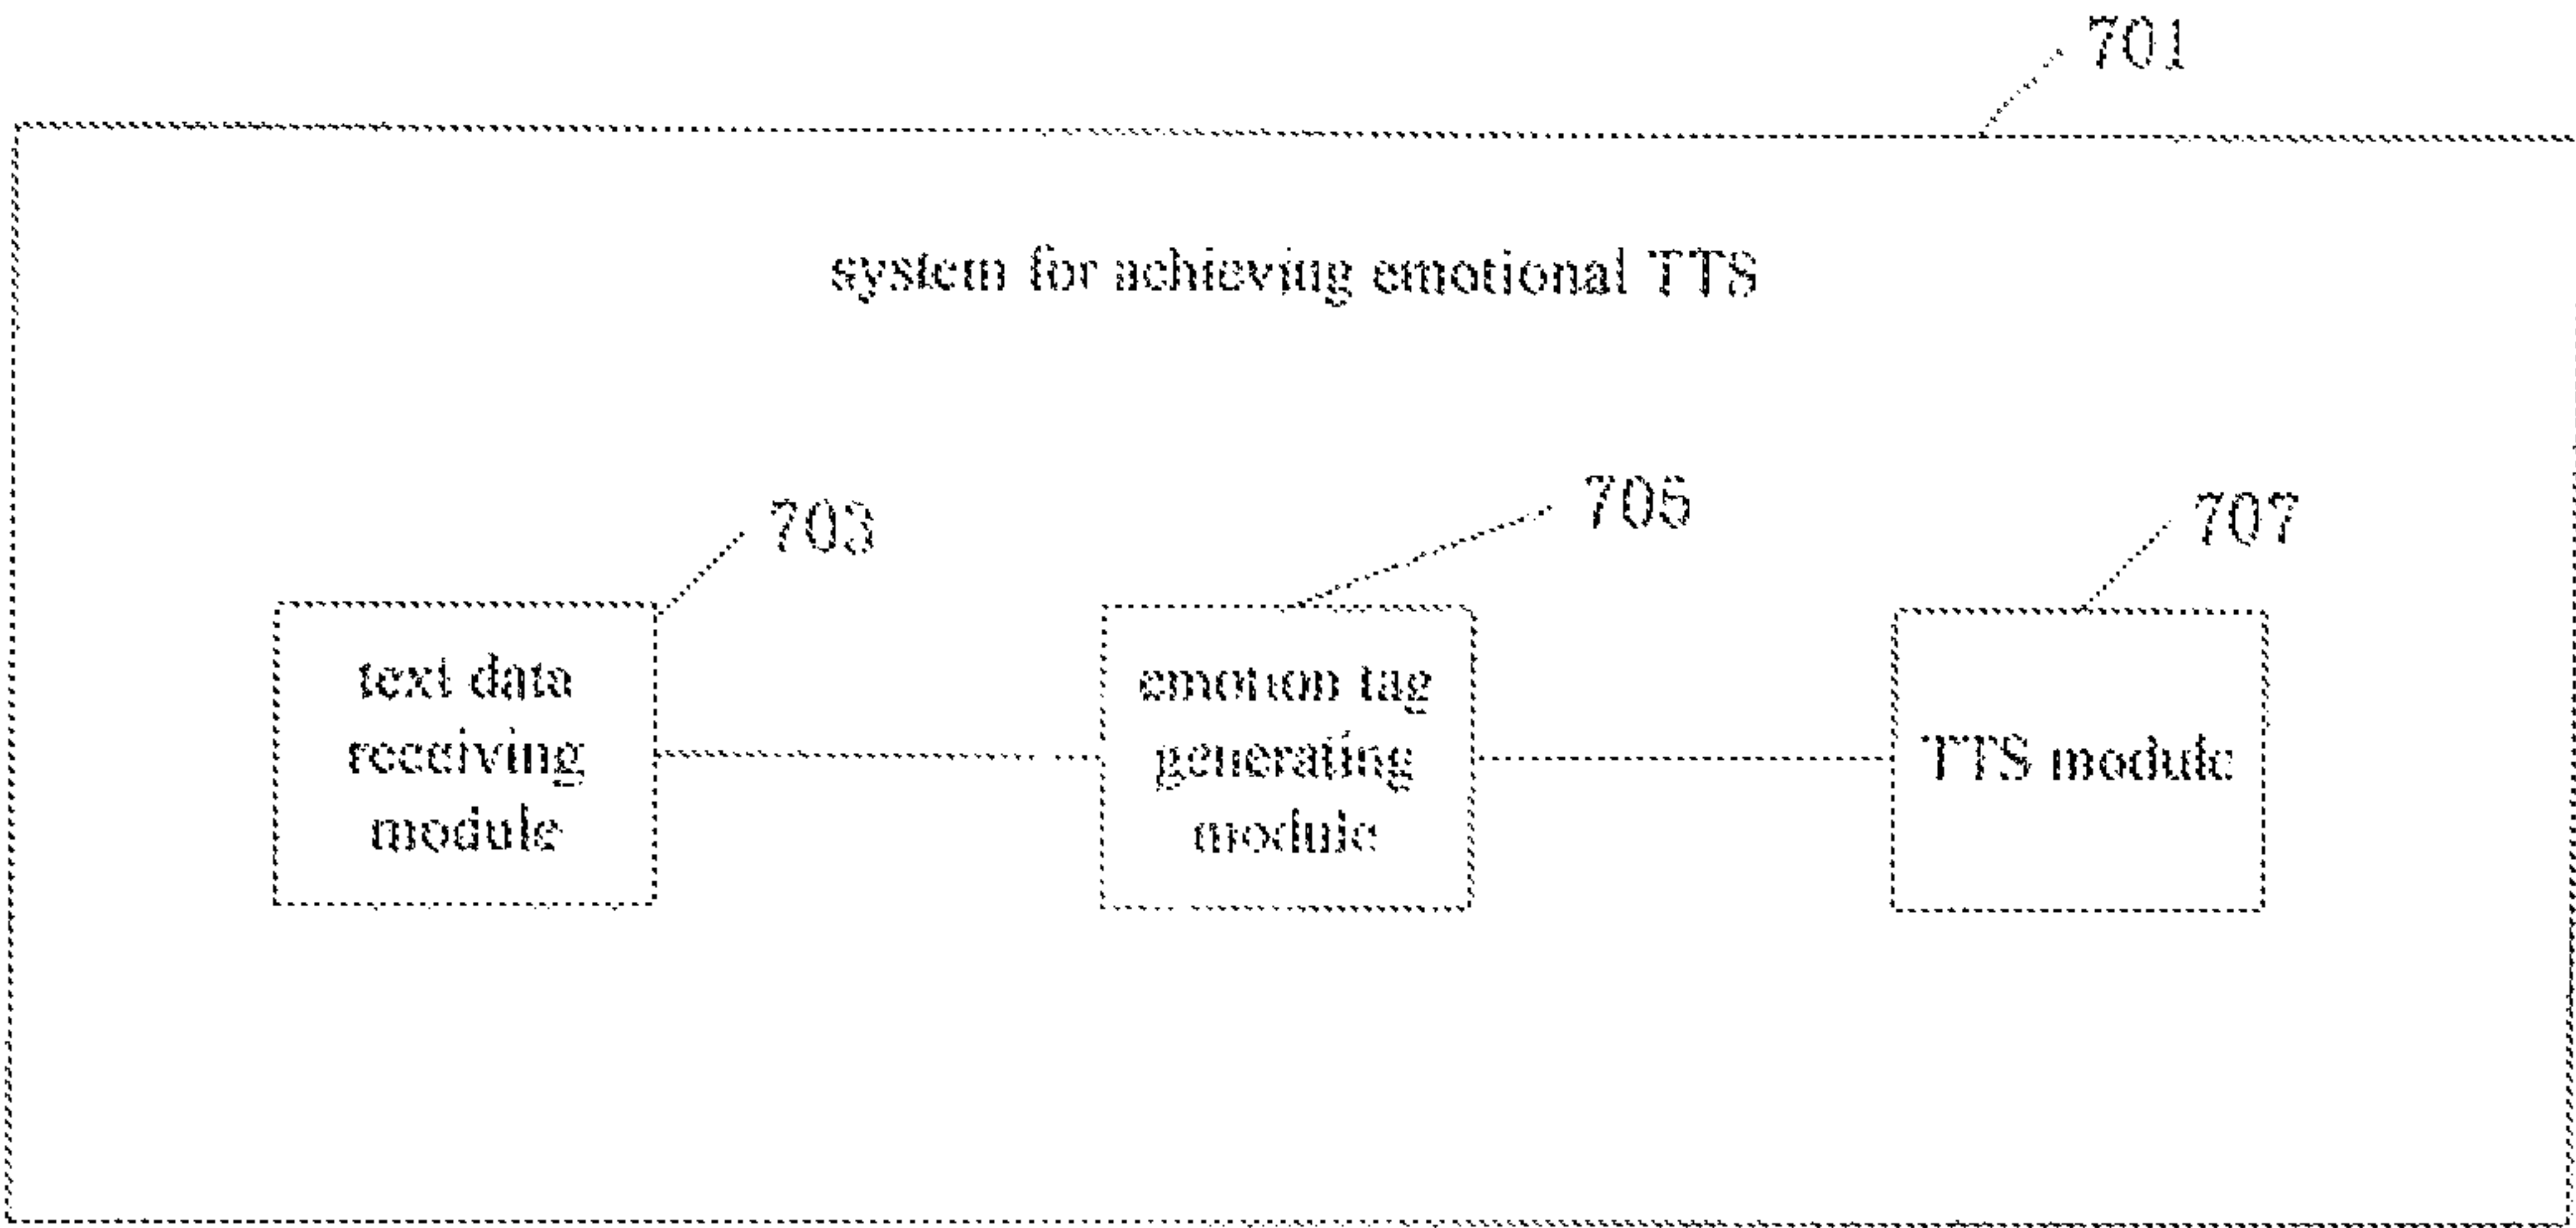 701
system for achieving emotional TTS
703
705
707
text data
receiving
module
emotion tag
generating
module
TTS module